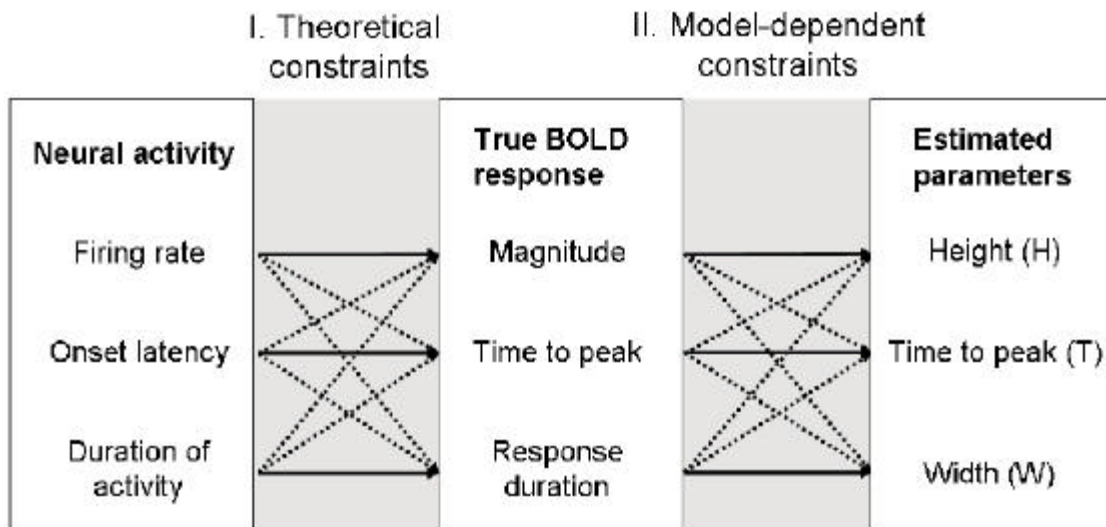 I. Theoretical
constraints
II. Model-dependent
constraints
Neural activity
Firing rate
Onset latency
Duration of
activity
True BOLD
response
Magnitude
Time to peak
Response
duration
Estimated
parameters
Height (H)
Time to peak (T)
Width (W)